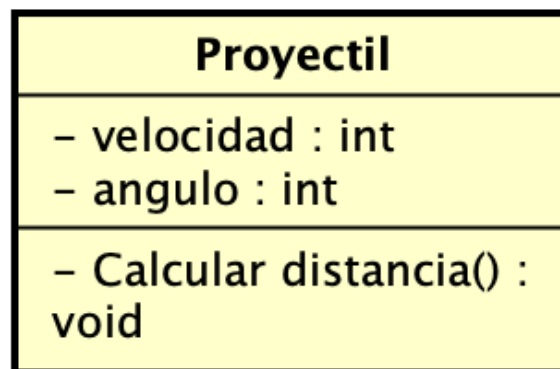 Proyectil
– velocidad : int
– angulo : int
– Calcular distancia() :
void